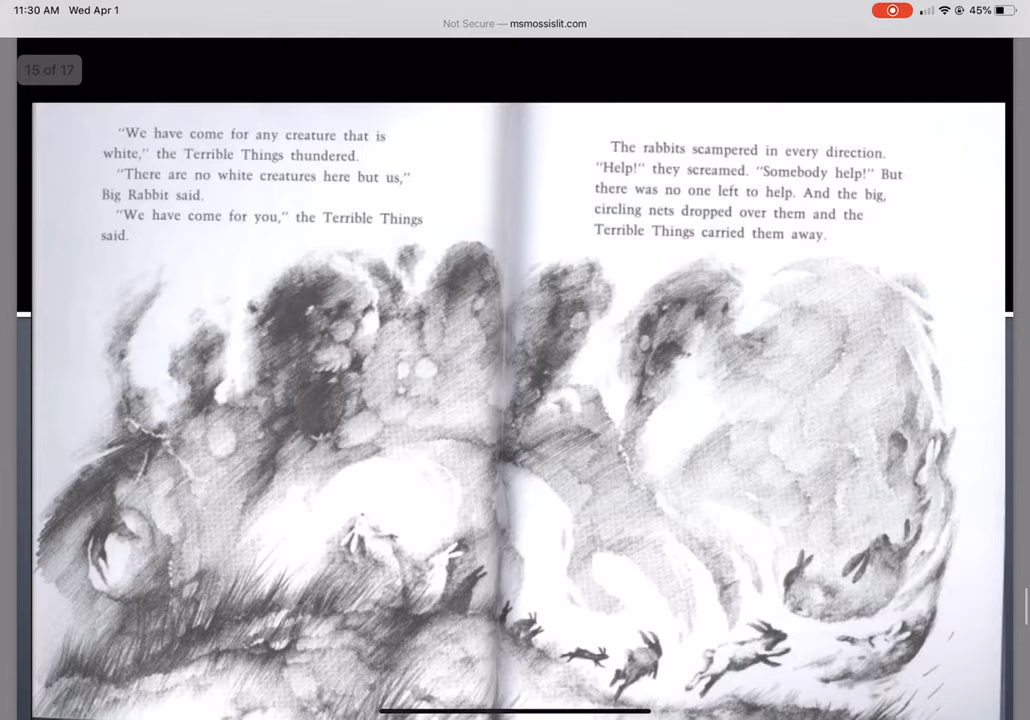 11:30 AM Wed Apr 1
45%
Not Secure — msmossislit.com
15 of 17
"We have come for any creature that is
white," the Terrible Things thundered.
"There are no white creatures here but us,"
Big Rabbit said.
"We have come for you," the Terrible Things
said.
The rabbits scampered in every direction.
"Help!" they screamed. "Somebody help!" But
there was no one left to help. And the big,
circling nets dropped over them and the
Terrible Things carried them away.